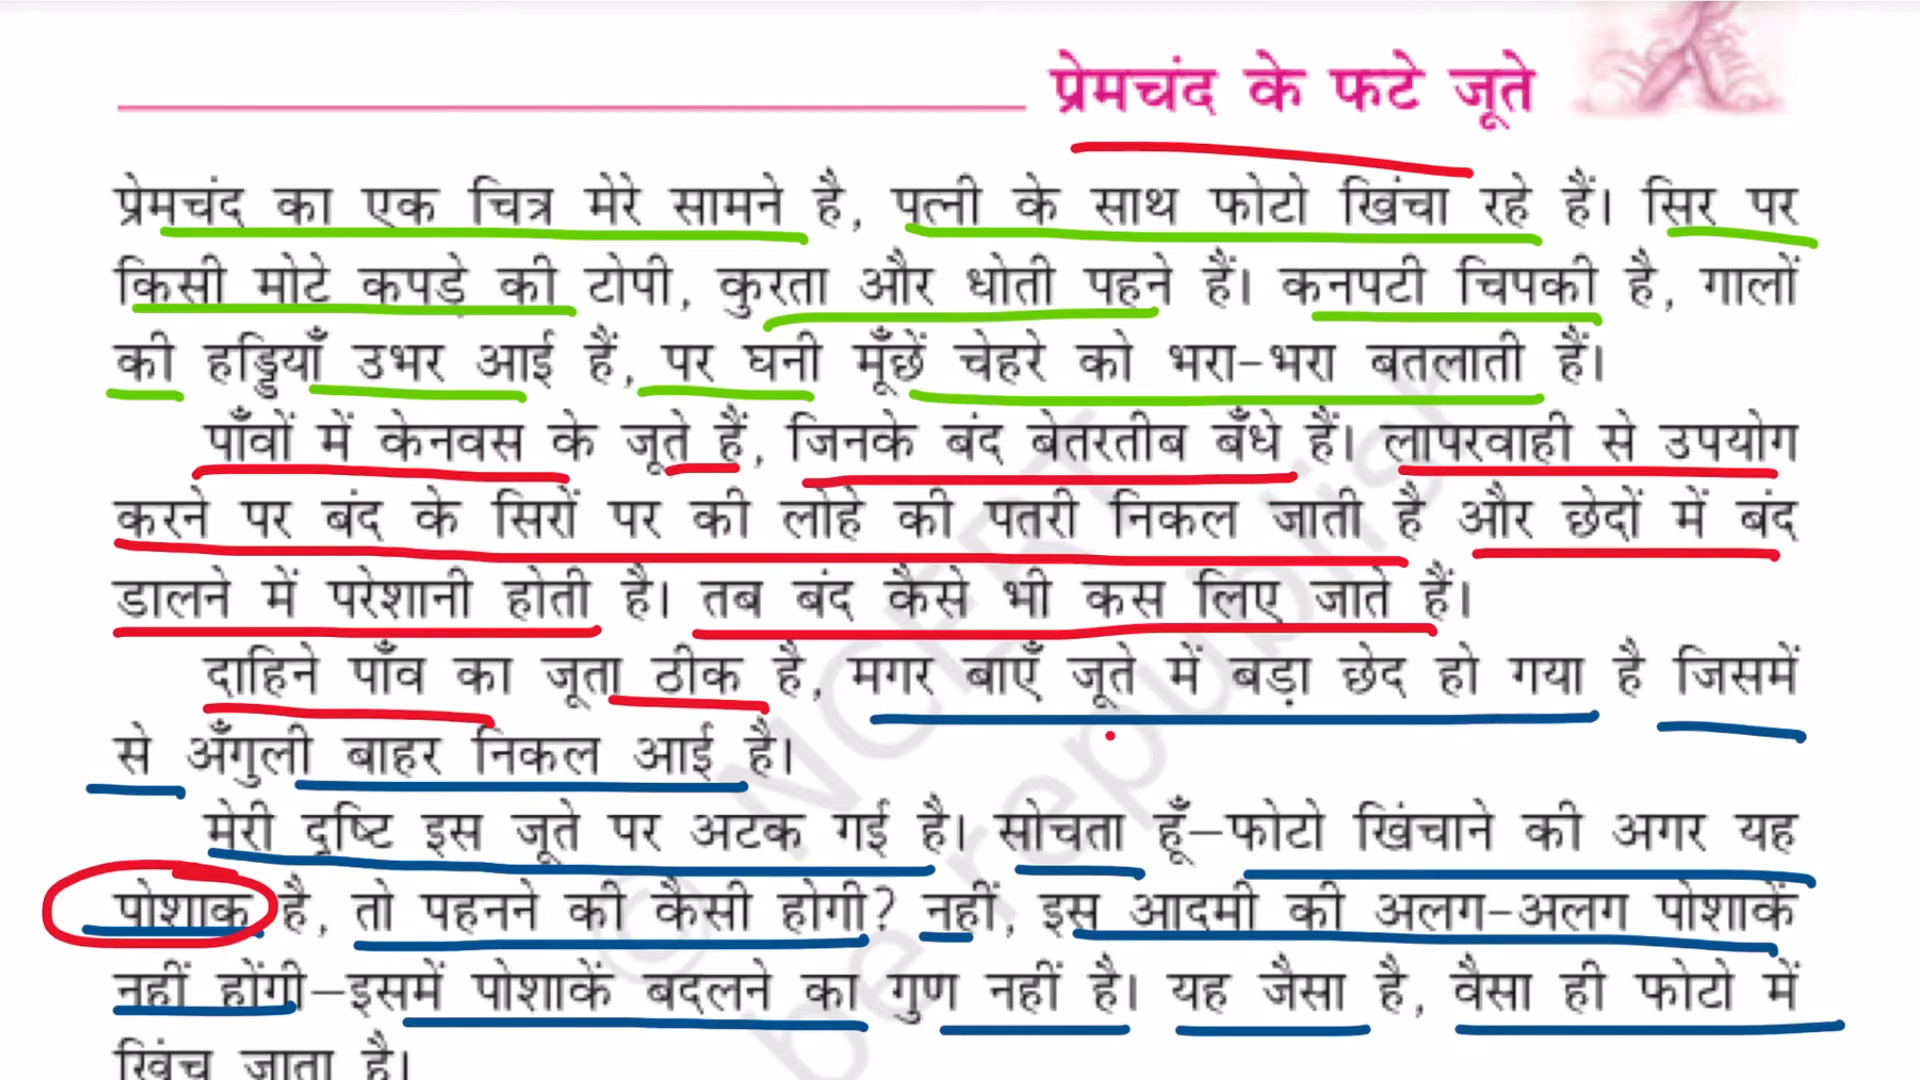 प्रेमचंद के फटे जूते
प्रेमचंद का एक चित्र मेरे सामने है, पत्नी के साथ फोटो खिंचा रहे हैं। सिर पर
किसी मोटे कपड़े की टोपी, कुरता और धोती पहने हैं। कनपटी चिपकी है, गालों
की हड्डियाँ उभर आई हैं, पर घनी मूँछें चेहरे को भरा-भरा बतलाती हैं।
पाँवों में केनवस के जूते हैं, जिनके बंद बेतरतीब बँधे हैं। लापरवाही से उपयोग
करने पर बंद के सिरों पर की लोहे की पतरी निकल जाती है और छेदों में बंद
डालने में परेशानी होती है। तब बंद कैसे भी कस लिए जाते हैं।
दाहिने पाँव का जूता ठीक है, मगर बाएँ जूते में बड़ा छेद हो गया है जिसमें
से अँगुली बाहर निकल आई है।
मेरी दृष्टि इस जूते पर अटक गई है। सोचता हूँ—फोटो खिंचाने की अगर यह
पोशाक है, तो पहनने की कैसी होगी? नहीं, इस आदमी की अलग-अलग पोशाकें
नहीं होंगी—इसमें पोशाकें बदलने का गुण नहीं है। यह जैसा है, वैसा ही फोटो में
खिंच जाता है।
© NCERT
be republish